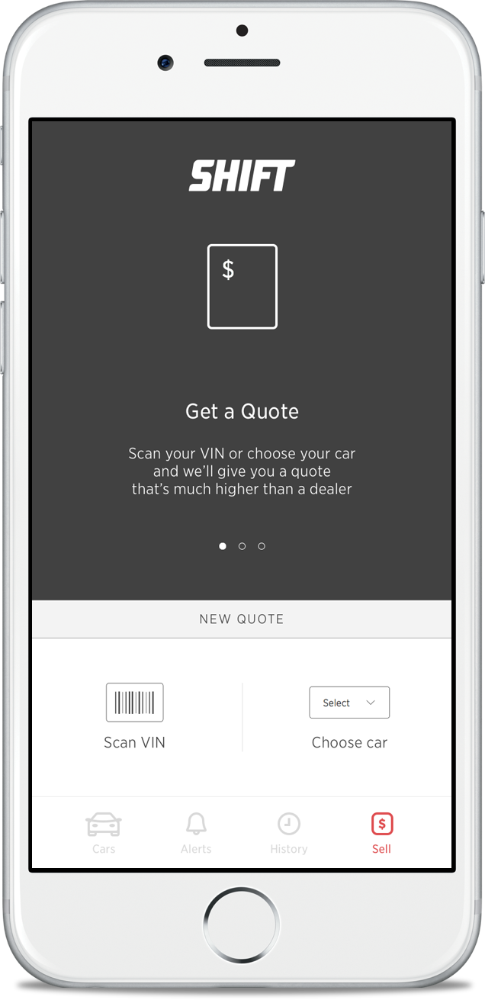 SHIFT
$
Get a Quote
Scan your VIN or choose your car
and we'll give you a quote
that's much higher than a dealer
NEW QUOTE
Select
Scan VIN
Choose car
$
Cars
Alerts
History
Sell